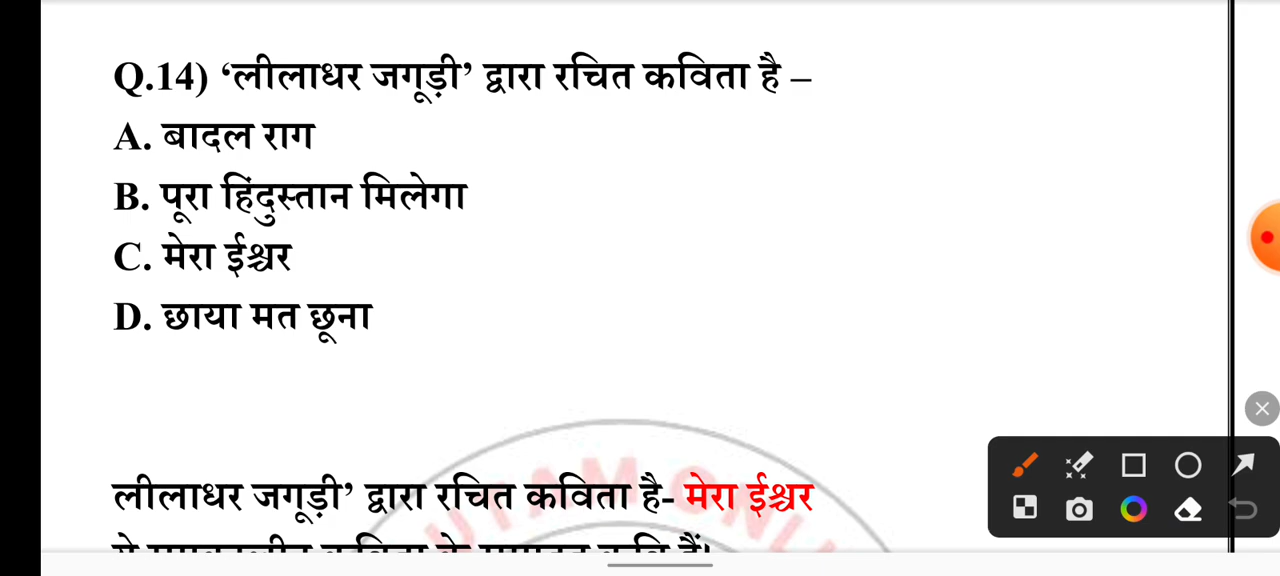 Q.14) ‘लीलाधर जगूड़ी’ द्वारा रचित कविता है –
A. बादल राग
B. पूरा हिंदुस्तान मिलेगा
C. मेरा ईश्वर
D. छाया मत छूना
लीलाधर जगूड़ी’ द्वारा रचित कविता है- मेरा ईश्वर